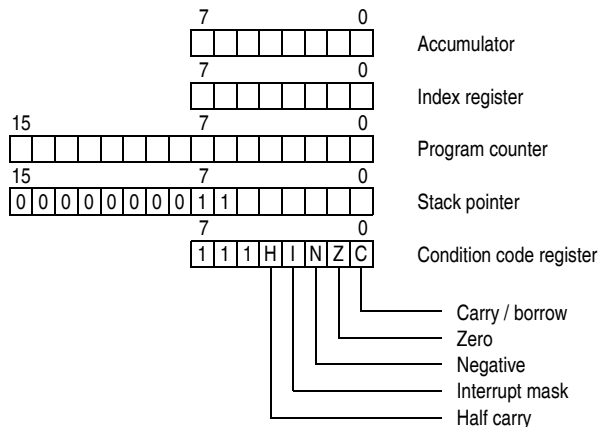 7 0
Accumulator
7 0
Index register
15 7 0
Program counter
15 7 0
0 0 0 0 0 0 0 0 1 1
Stack pointer
7 0
1 1 1 H I N Z C
Condition code register
Carry / borrow
Zero
Negative
Interrupt mask
Half carry